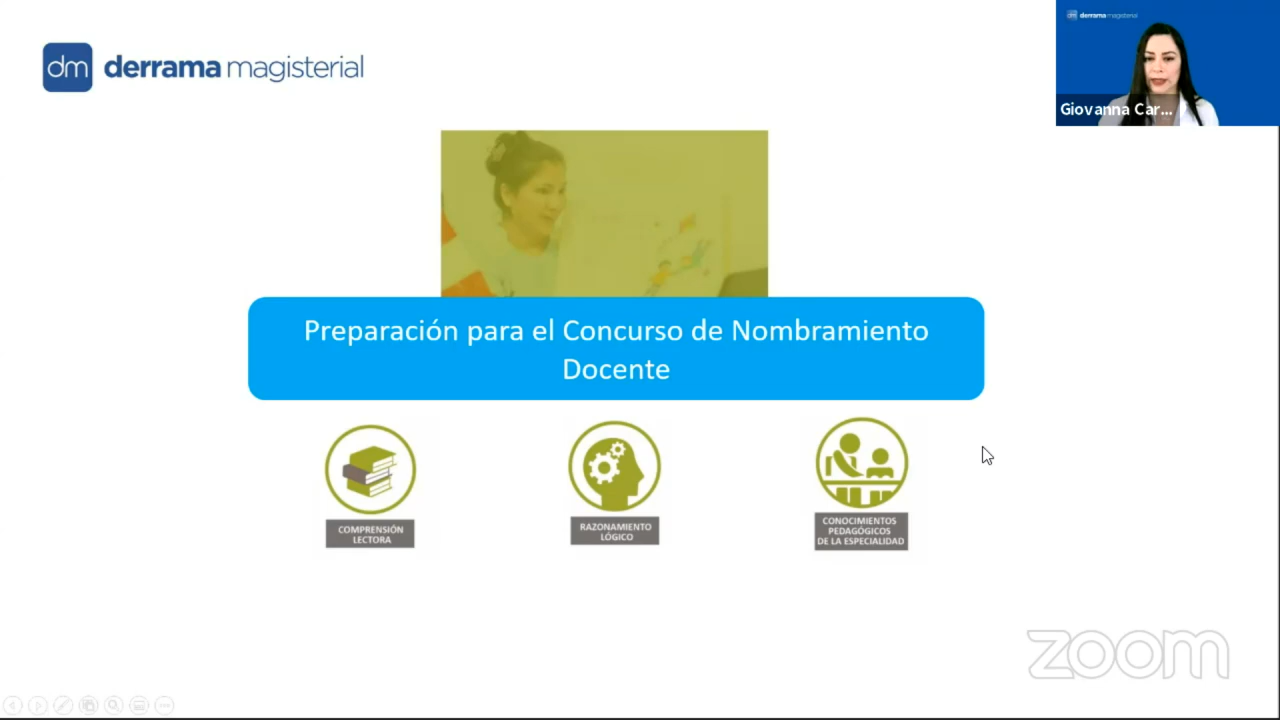 dm derrama magisterial
dm derrama magisterial
Giovanna Car...
Preparación para el Concurso de Nombramiento
Docente
COMPRENSIÓN
LECTORA
RAZONAMIENTO
LÓGICO
CONOCIMIENTOS
PEDAGÓGICOS
DE LA ESPECIALIDAD
zoom